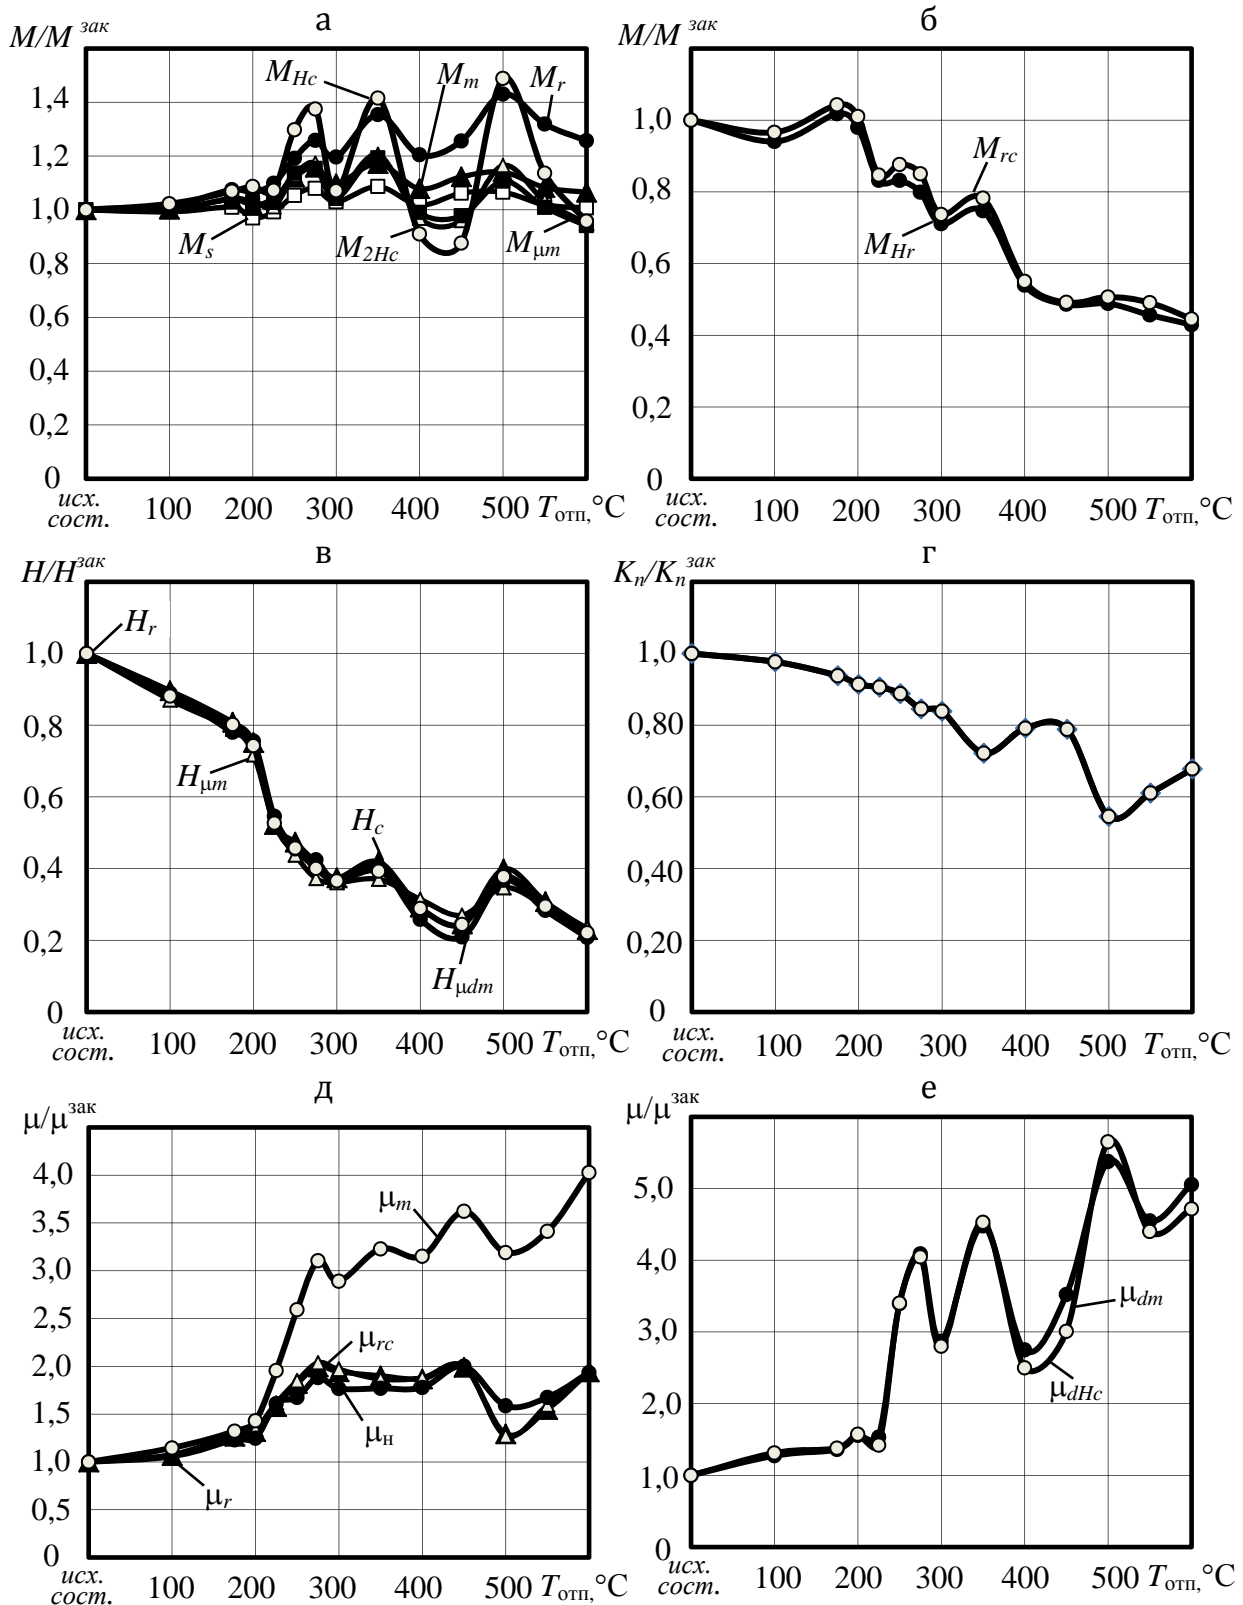 а
M/M зак
1,4
1,2
1,0
0,8
0,6
0,4
0,2
0
M_Hc
M_m
M_r
M_s
M_2Hc
M_μm
исх.
сост.
100 200 300 400 500 T_отп,°C
б
M/M зак
1,0
0,8
0,6
0,4
0,2
0
M_rc
M_Hr
исх.
сост.
100 200 300 400 500 T_отп,°C
в
H/H зак
1,0
0,8
0,6
0,4
0,2
0
H_r
H_μm
H_c
H_μdm
исх.
сост.
100 200 300 400 500 T_отп,°C
г
K_n/K_n зак
1,0
0,80
0,60
0,40
0,20
0
исх.
сост.
100 200 300 400 500 T_отп,°C
д
μ/μ зак
4,0
3,5
3,0
2,5
2,0
1,5
1,0
0,5
0
μ_m
μ_rc
μ_н
μ_r
исх.
сост.
100 200 300 400 500 T_отп,°C
е
μ/μ зак
5,0
4,0
3,0
2,0
1,0
0
μ_dm
μ_dHc
исх.
сост.
100 200 300 400 500 T_отп,°C